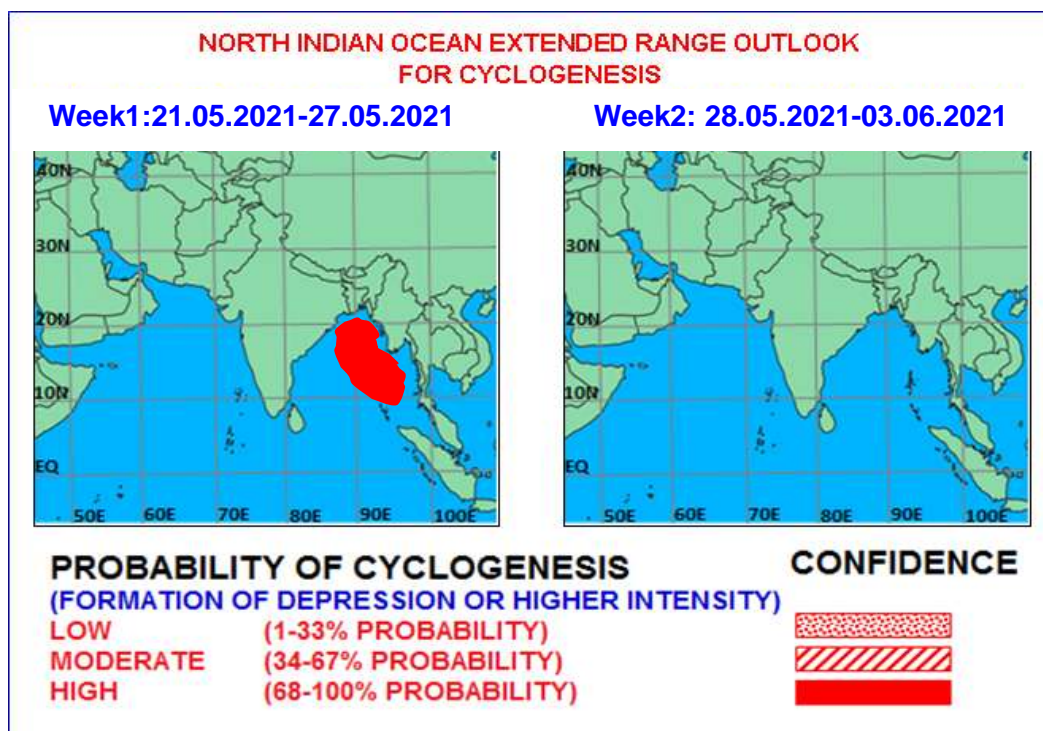 NORTH INDIAN OCEAN EXTENDED RANGE OUTLOOK
FOR CYCLOGENESIS
Week1:21.05.2021-27.05.2021
Week2: 28.05.2021-03.06.2021
40N
30N
20N
10N
EQ
50E 60E 70E 80E 90E 100E
40N
30N
20N
10N
EQ
50E 60E 70E 80E 90E 100E
PROBABILITY OF CYCLOGENESIS
CONFIDENCE
(FORMATION OF DEPRESSION OR HIGHER INTENSITY)
LOW (1-33% PROBABILITY)
MODERATE (34-67% PROBABILITY)
HIGH (68-100% PROBABILITY)